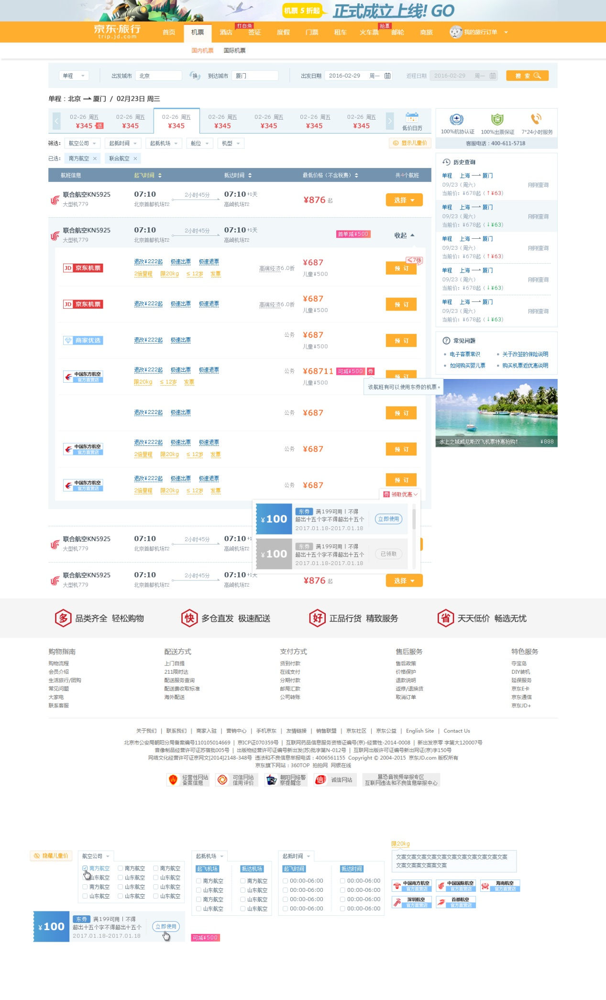 机票 5 折起 正式成立上线! GO
京东·旅行
trip.jd.com
首页 机票 酒店 打白条 签证 度假 门票 租车 火车票 抢票 邮轮 商旅 我的旅行订单
国内机票 国际机票
单程 出发城市 北京 换 到达城市 厦门 出发日期 2016-02-29 周一 返程日期 2016-02-29 周一 搜 索
单程：北京 厦门 / 02月23日 周三
02-26 周五 02-26 周五 02-26 周五 02-26 周五 02-26 周五 02-26 周五 02-26 周五
¥345 低 ¥345 ¥345 ¥345 ¥345 ¥345 ¥345 低价日历
筛选： 航空公司 起抵时间 起抵机场 舱位 机型 显示儿童价
已选： 南方航空 × 联合航空 ×
航班信息 起飞时间 抵达时间 最低价格（不含税费） 共4个航班
联合航空KN5925 07:10 2小时45分 07:10 +1天 ¥876 起 选择
大型机779 北京首都机场T2 高崎机场T2
联合航空KN5925 07:10 2小时45分 07:10 +1天 首单减¥500 收起
大型机779 北京首都机场T2 高崎机场T2
JD 京东机票 退改¥222起 极速出票 极速退票 高端经济6.0折 ¥687 ≤7张 预 订
2倍里程 限20kg ≤ 12岁 发票 儿童¥500
JD 京东机票 退改¥222起 极速出票 极速退票 高端经济6.0折 ¥687 预 订
儿童¥500
商家优选 退改¥222起 极速出票 公务 ¥687 预 订
儿童¥500
中国东方航空 官方直营店 退改¥222起 极速出票 极速退票 公务 ¥68711 可减¥500 券 预 订
限20kg ≤ 12岁 发票 儿童¥500
该航班有可以使用东券的机票。
退改¥222起 极速出票 公务 ¥687 预 订
中国东方航空 官方直营店 退改¥222起 极速出票 极速退票 公务 ¥687 预 订
2倍里程 限20kg ≤ 12岁 发票
中国东方航空 官方直营店 退改¥222起 极速出票 极速退票 公务 ¥687 预 订
2倍里程 限20kg ≤ 12岁 发票
券 领取优惠
¥100 东券 满199可用丨不得
超出十五个字不得超出十五个
2017.01.18-2017.01.18
立即使用
¥100 东券 满199可用丨不得
超出十五个字不得超出十五个
2017.01.18-2017.01.18
已领取
联合航空KN5925 07:10 2小时45分 07:10 +1
大型机779 北京首都机场T2 高崎机场T2
联合航空KN5925 07:10 2小时45分 07:10 +1天 ¥876 起 选择
大型机779 北京首都机场T2 高崎机场T2
100%航协认证 100%出票保证 7*24小时服务
客服电话：400-611-5718
历史查询
单程 上海 厦门
09/23（周六） 刚刚查询
当前价：¥678起（↑¥63）
单程 上海 厦门
09/23（周六） 刚刚查询
当前价：¥678起（↓¥63）
单程 上海 厦门
09/23（周六） 刚刚查询
当前价：¥678起（↑¥63）
单程 上海 厦门
09/23（周六） 刚刚查询
当前价：¥678起（↓¥63）
单程 上海 厦门
09/23（周六） 刚刚查询
当前价：¥678起（↓¥63）
常见问题
电子客票常识 关于改签的保险说明
如何购买婴儿票 购买机票返优惠说明
水上之城威尼斯双飞机票特惠抢购！ ¥888
多 品类齐全 轻松购物 快 多仓直发 极速配送 好 正品行货 精致服务 省 天天低价 畅选无忧
购物指南 配送方式 支付方式 售后服务 特色服务
购物流程 上门自提 货到付款 售后政策 夺宝岛
会员介绍 211限时达 在线支付 价格保护 DIY装机
生活旅行/团购 配送服务查询 分期付款 退款说明 延保服务
常见问题 配送费收取标准 邮局汇款 返修/退换货 京东E卡
大家电 海外配送 公司转账 取消订单 京东通信
联系客服 京东JD+
关于我们 | 联系我们 | 商家入驻 | 营销中心 | 手机京东 | 友情链接 | 销售联盟 | 京东社区 | 京东公益 | English Site | Contact Us
北京市公安局朝阳分局备案编号110105014669 | 京ICP证070359号 | 互联网药品信息服务资格证编号(京)-经营性-2014-0008 | 新出发京零 字第大120007号
音像制品经营许可证苏宿批005号 | 出版物经营许可证编号新出发(苏)批字第N-012号 | 互联网出版许可证编号新出网证(京)字150号
网络文化经营许可证京网文[2014]2148-348号 违法和不良信息举报电话：4006561155 Copyright © 2004-2015 京东JD.com 版权所有
京东旗下网站：360TOP 拍拍网 网银在线
经营性网站备案信息 可信网站信用评价 朝阳网络警察提醒您 诚信网站 暴恐音视频举报专区
互联网违法和不良信息举报中心
隐藏儿童价
航空公司
南方航空 南方航空 南方航空
山东航空 山东航空 山东航空
南方航空 山东航空 山东航空
山东航空 山东航空 山东航空
起抵机场
起飞机场 抵达机场
南方航空 南方航空
山东航空 山东航空
南方航空 山东航空
山东航空 山东航空
起抵时间
起飞时间 抵达时间
00:00-06:00 00:00-06:00
00:00-06:00 00:00-06:00
00:00-06:00 00:00-06:00
00:00-06:00 00:00-06:00
限20kg
文案文案文案文案文案文案文案文案文案文案文案
文案文案案文案案文案
中国南方航空 官方直营店 中国国际航空 官方直营店 海南航空 官方直营店
深圳航空 官方直营店 首都航空 官方直营店
¥100 东券 满199可用丨不得
超出十五个字不得超出十五个
2017.01.18-2017.01.18
立即使用
可减¥500